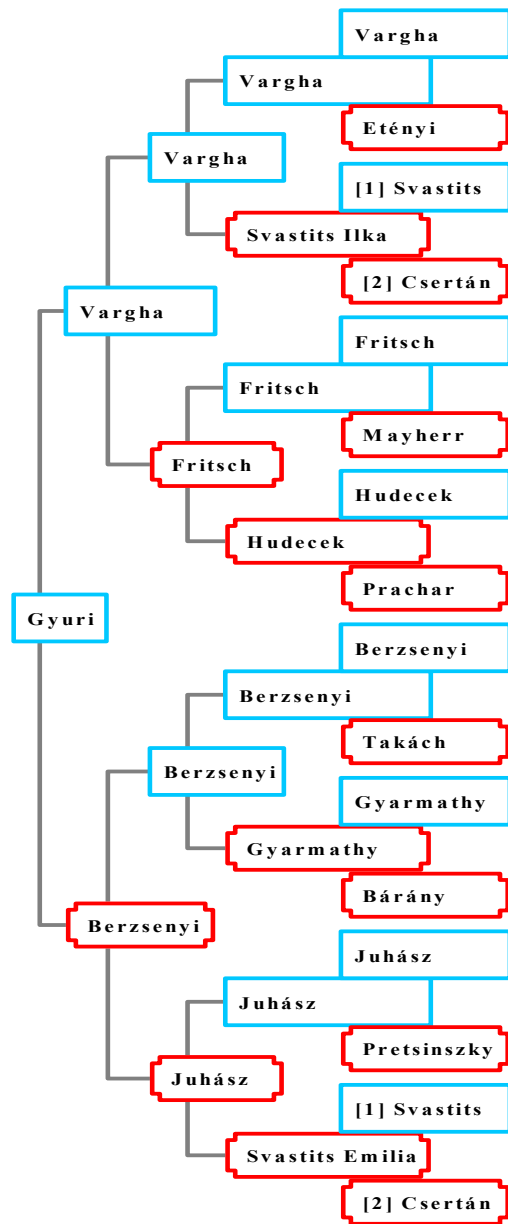 Vargha
Vargha
Etényi
Vargha
[1] Svastits
Svastits Ilka
[2] Csertán
Vargha
Fritsch
Fritsch
Mayherr
Fritsch
Hudecek
Hudecek
Prachar
Gyuri
Berzsenyi
Berzsenyi
Takách
Berzsenyi
Gyarmathy
Gyarmathy
Bárány
Berzsenyi
Juhász
Juhász
Pretsinszky
Juhász
[1] Svastits
Svastits Emilia
[2] Csertán